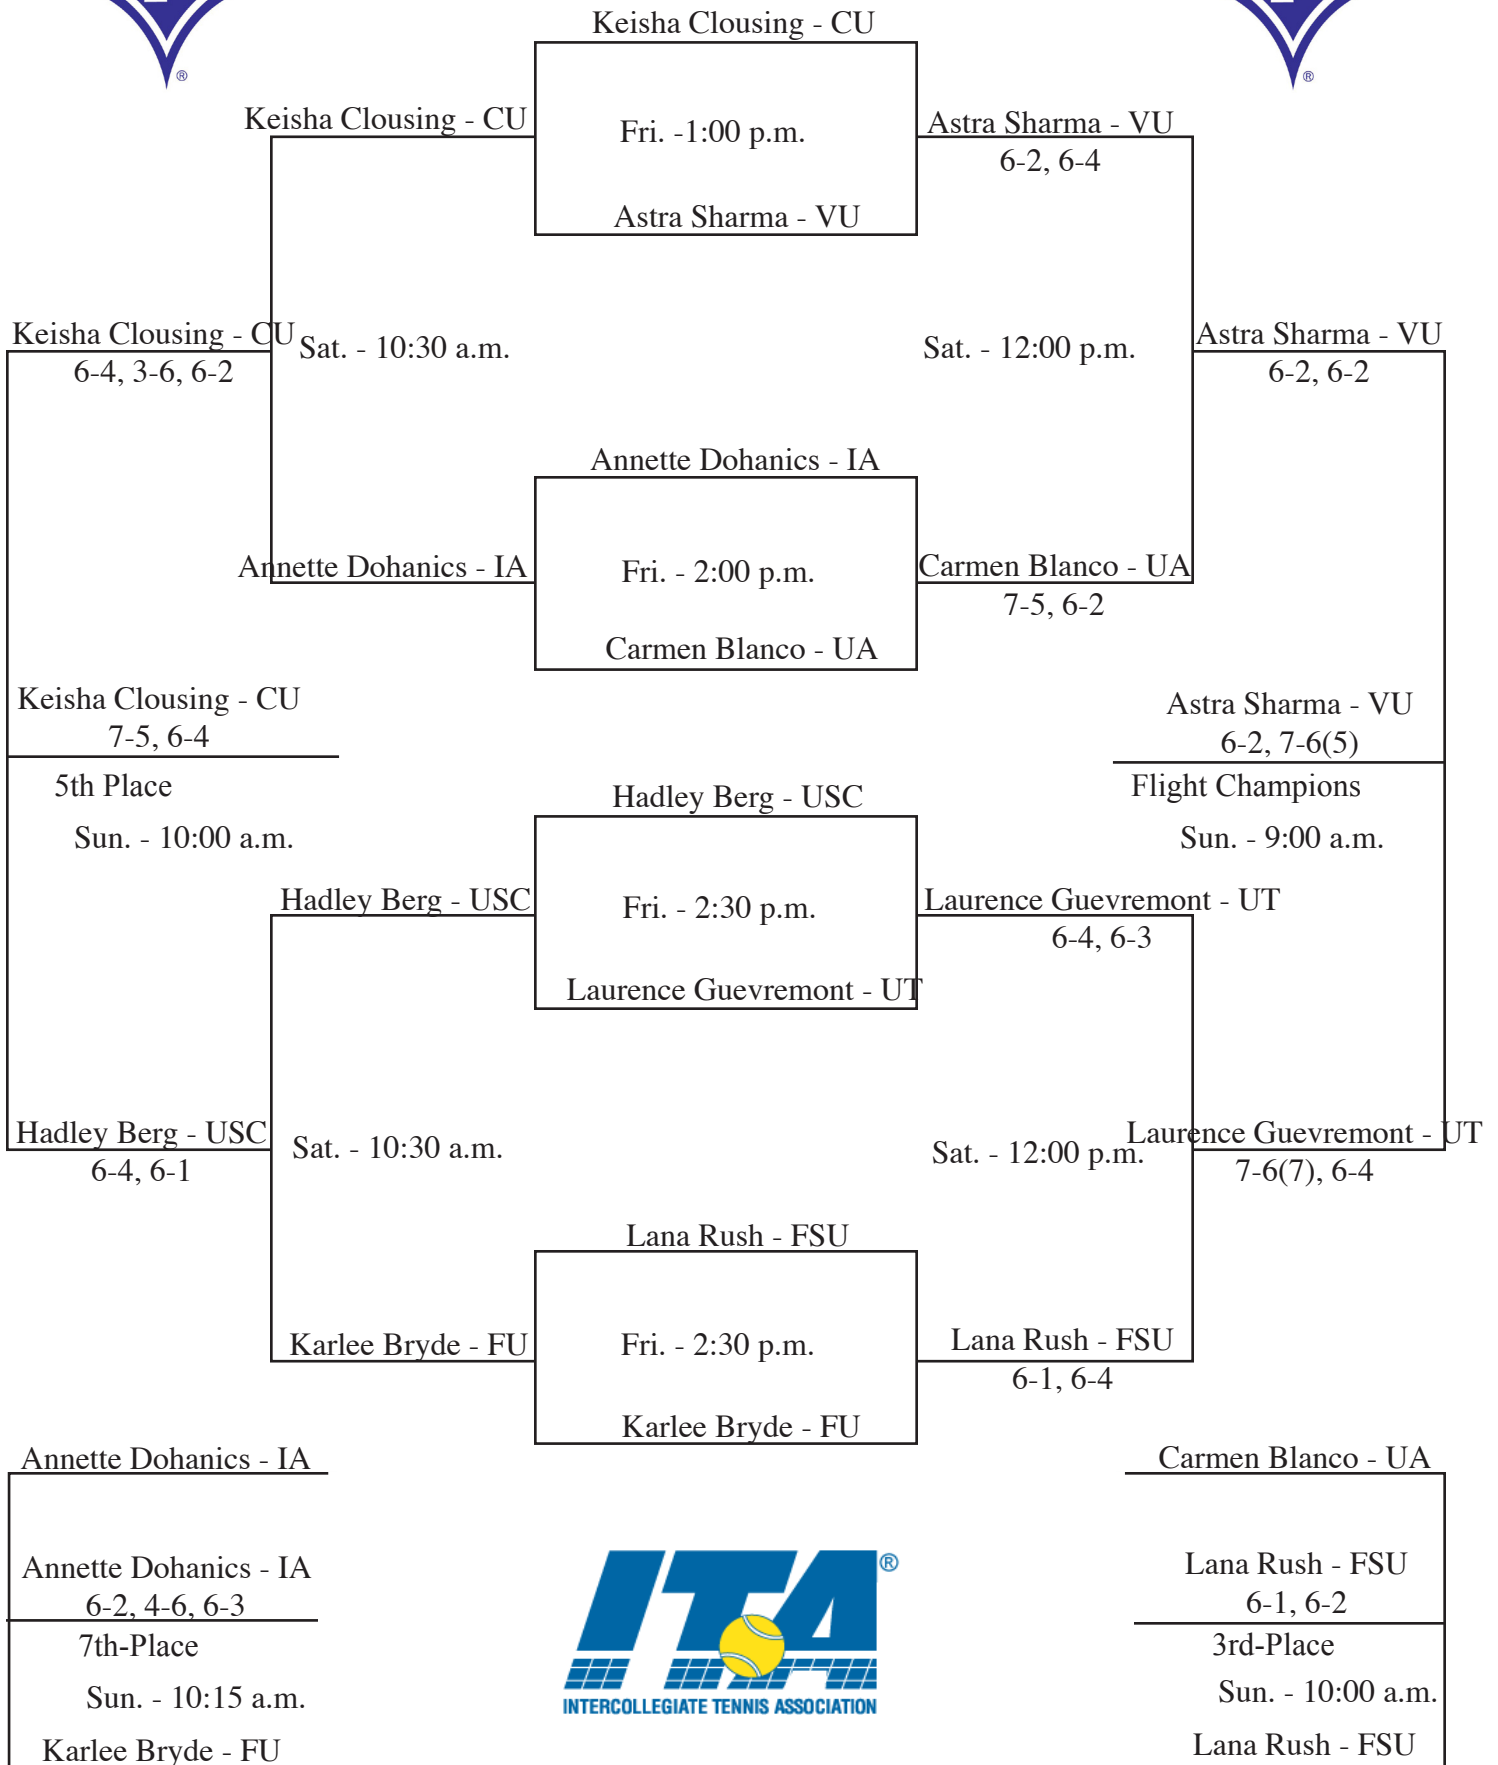 ®
®
Keisha Clousing - CU
Keisha Clousing - CU
Fri. -1:00 p.m.
Astra Sharma - VU
6-2, 6-4
Astra Sharma - VU
Keisha Clousing - CU
6-4, 3-6, 6-2
Sat. - 10:30 a.m.
Sat. - 12:00 p.m.
Astra Sharma - VU
6-2, 6-2
Annette Dohanics - IA
Annette Dohanics - IA
Fri. - 2:00 p.m.
Carmen Blanco - UA
7-5, 6-2
Carmen Blanco - UA
Keisha Clousing - CU
7-5, 6-4
5th Place
Sun. - 10:00 a.m.
Astra Sharma - VU
6-2, 7-6(5)
Flight Champions
Sun. - 9:00 a.m.
Hadley Berg - USC
Hadley Berg - USC
Fri. - 2:30 p.m.
Laurence Guevremont - UT
6-4, 6-3
Laurence Guevremont - UT
Hadley Berg - USC
6-4, 6-1
Sat. - 10:30 a.m.
Sat. - 12:00 p.m.
Laurence Guevremont - UT
7-6(7), 6-4
Lana Rush - FSU
Karlee Bryde - FU
Fri. - 2:30 p.m.
Lana Rush - FSU
6-1, 6-4
Karlee Bryde - FU
Annette Dohanics - IA
Annette Dohanics - IA
6-2, 4-6, 6-3
7th-Place
Sun. - 10:15 a.m.
Karlee Bryde - FU
ITA®
INTERCOLLEGIATE TENNIS ASSOCIATION
Carmen Blanco - UA
Lana Rush - FSU
6-1, 6-2
3rd-Place
Sun. - 10:00 a.m.
Lana Rush - FSU